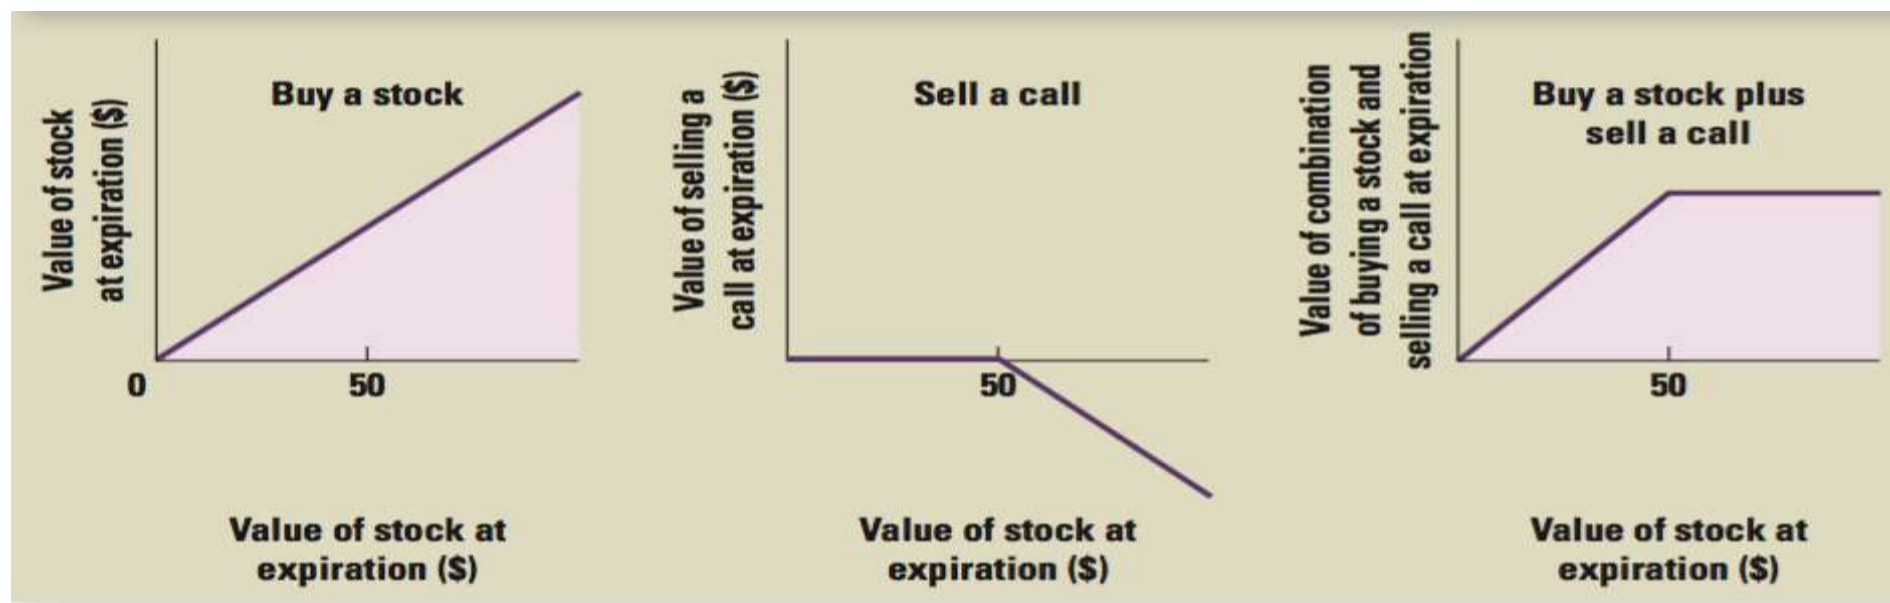 Value of stock
at expiration ($)
Buy a stock
0
50
Value of stock at
expiration ($)
Value of selling a
call at expiration ($)
Sell a call
50
Value of stock at
expiration ($)
Value of combination
of buying a stock and
selling a call at expiration
Buy a stock plus
sell a call
50
Value of stock at
expiration ($)